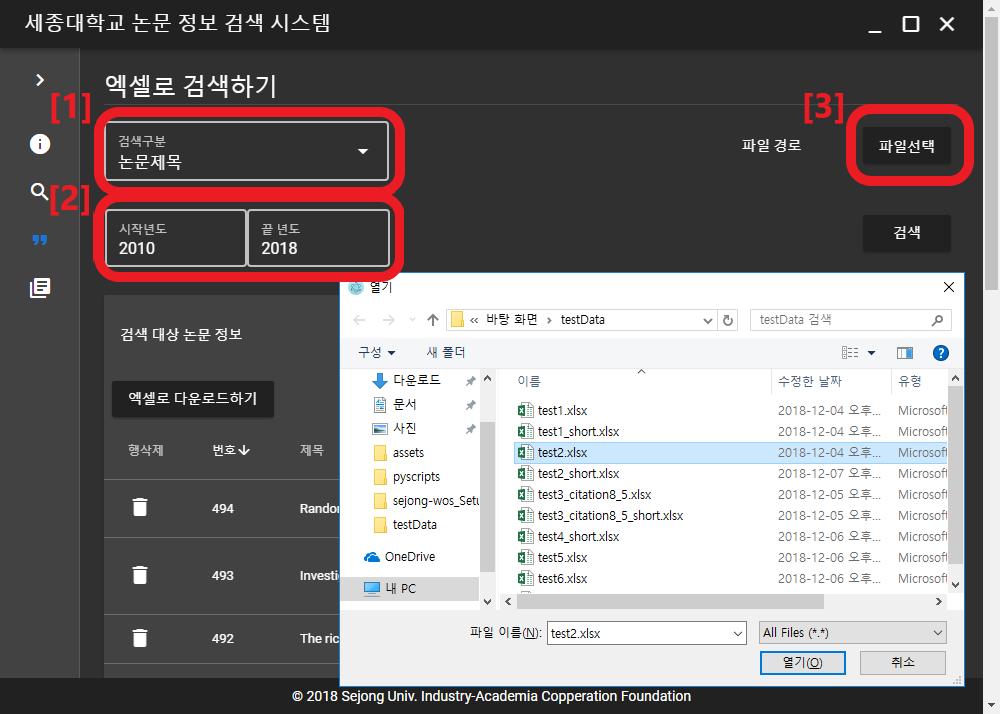 세종대학교 논문 정보 검색 시스템
엑셀로 검색하기
[1]
[3]
검색구분
논문제목
파일 경로
파일선택
[2]
시작년도
2010
끝 년도
2018
검색
열기
바탕 화면
testData
testData 검색
구성
새 폴더
검색 대상 논문 정보
엑셀로 다운로드하기
행삭제
번호
제목
494
Random
493
Investi
492
The ric
다운로드
문서
사진
assets
pyscripts
sejong-wos_Setu
testData
OneDrive
내 PC
이름
수정한 날짜
유형
test1.xlsx
2018-12-04 오후...
Microsoft
test1_short.xlsx
2018-12-04 오후...
Microsoft
test2.xlsx
2018-12-04 오후...
Microsoft
test2_short.xlsx
2018-12-07 오후...
Microsoft
test3_citation8_5.xlsx
2018-12-05 오후...
Microsoft
test3_citation8_5_short.xlsx
2018-12-05 오후...
Microsoft
test4_short.xlsx
2018-12-06 오후...
Microsoft
test5.xlsx
2018-12-06 오후...
Microsoft
test6.xlsx
2018-12-06 오후...
Microsoft
파일 이름(N):
test2.xlsx
All Files (*.*)
열기(O)
취소
© 2018 Sejong Univ. Industry-Academia Copperation Foundation